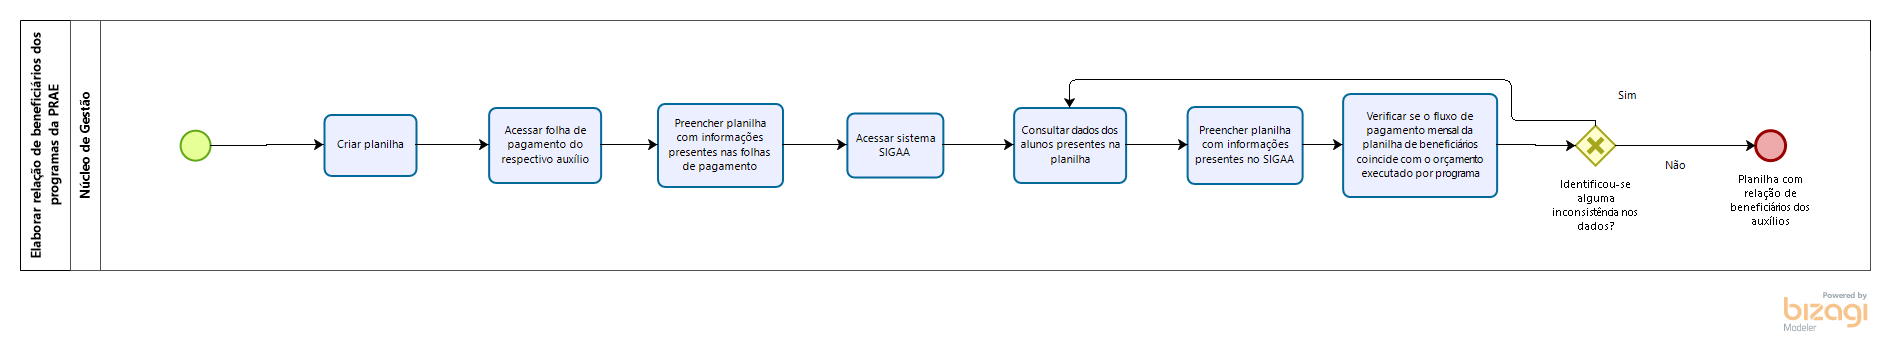 Elaborar relação de beneficiários dos
programas da PRAE
Núcleo de Gestão
Criar planilha
Acessar folha de
pagamento do
respectivo auxílio
Preencher planilha
com informações
presentes nas folhas
de pagamento
Acessar sistema
SIGAA
Consultar dados dos
alunos presentes na
planilha
Preencher planilha
com informações
presentes no SIGAA
Verificar se o fluxo de
pagamento mensal da
planilha de beneficiários
coincide com o orçamento
executado por programa
Identificou-se
alguma
inconsistência nos
dados?
Sim
Não
Planilha com
relação de
beneficiários dos
auxílios
Powered by
bizagi
Modeler